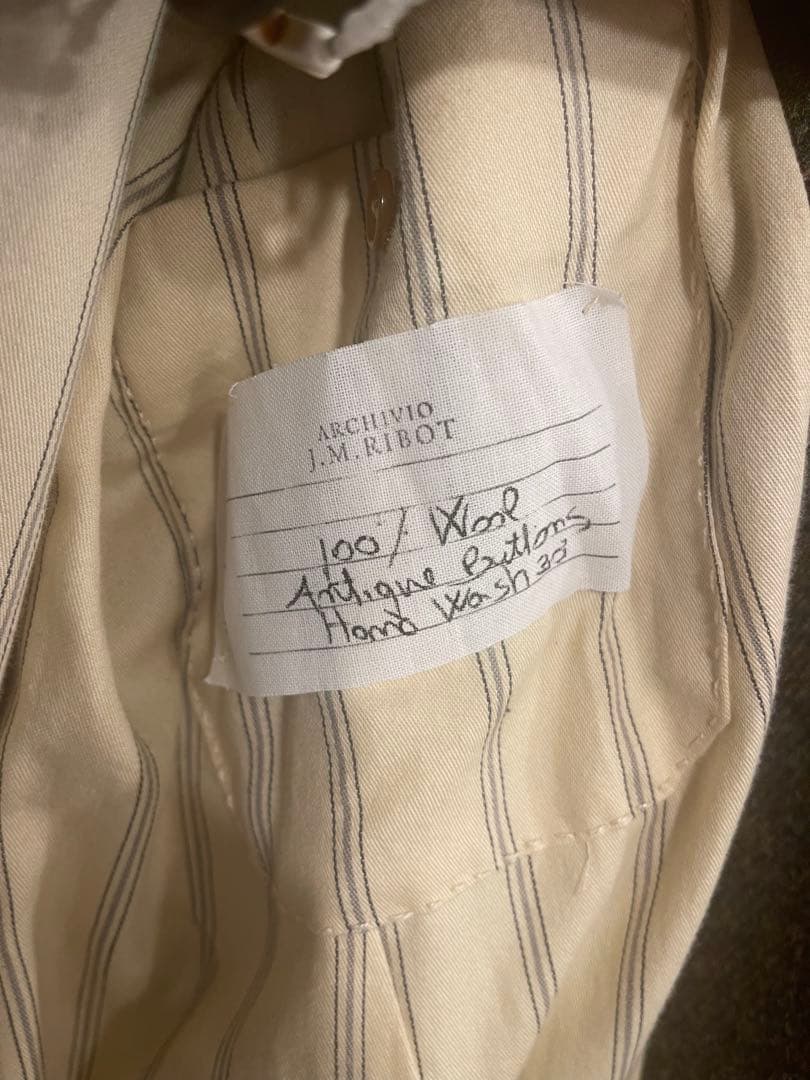 ARCHIVIO
J.M.RIBOT
100% Wool
Antique Buttons
Hand Wash 30°